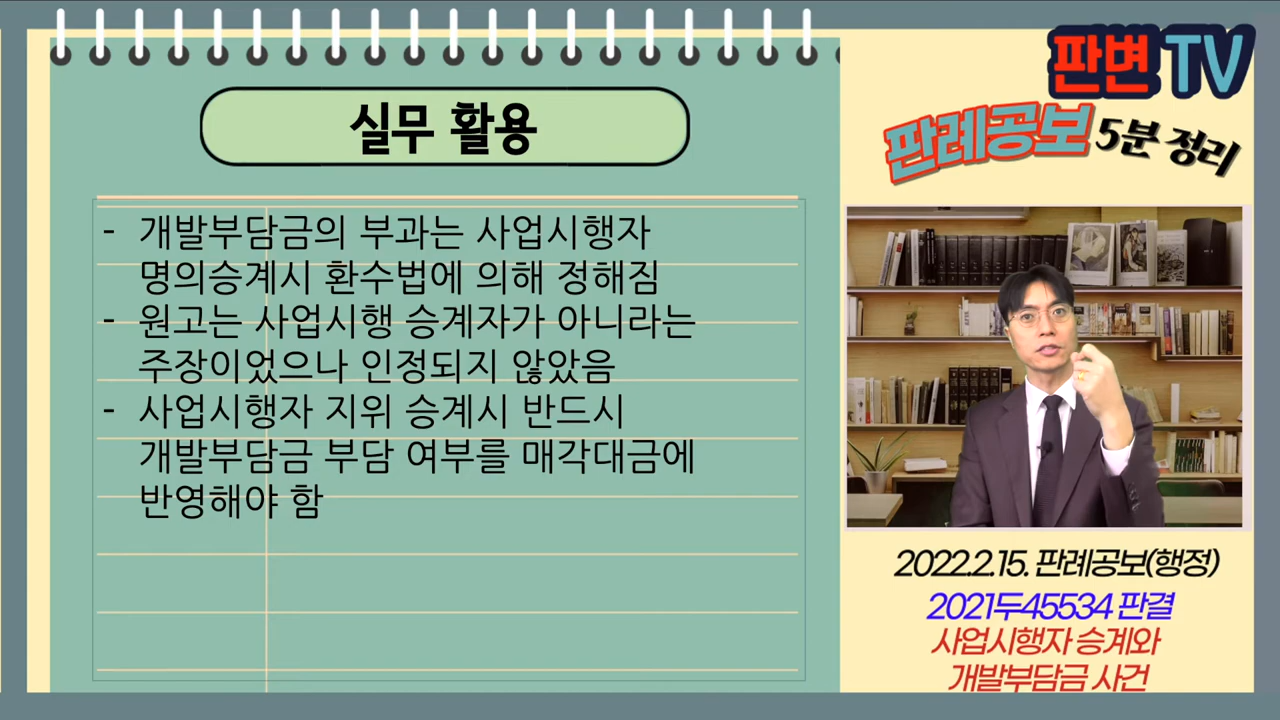 실무 활용
- 개발부담금의 부과는 사업시행자
명의승계시 환수법에 의해 정해짐
- 원고는 사업시행 승계자가 아니라는
주장이었으나 인정되지 않았음
- 사업시행자 지위 승계시 반드시
개발부담금 부담 여부를 매각대금에
반영해야 함
판변 TV
판례공보 5분 정리
2022.2.15. 판례공보(행정)
2021두45534 판결
사업시행자 승계와
개발부담금 사건